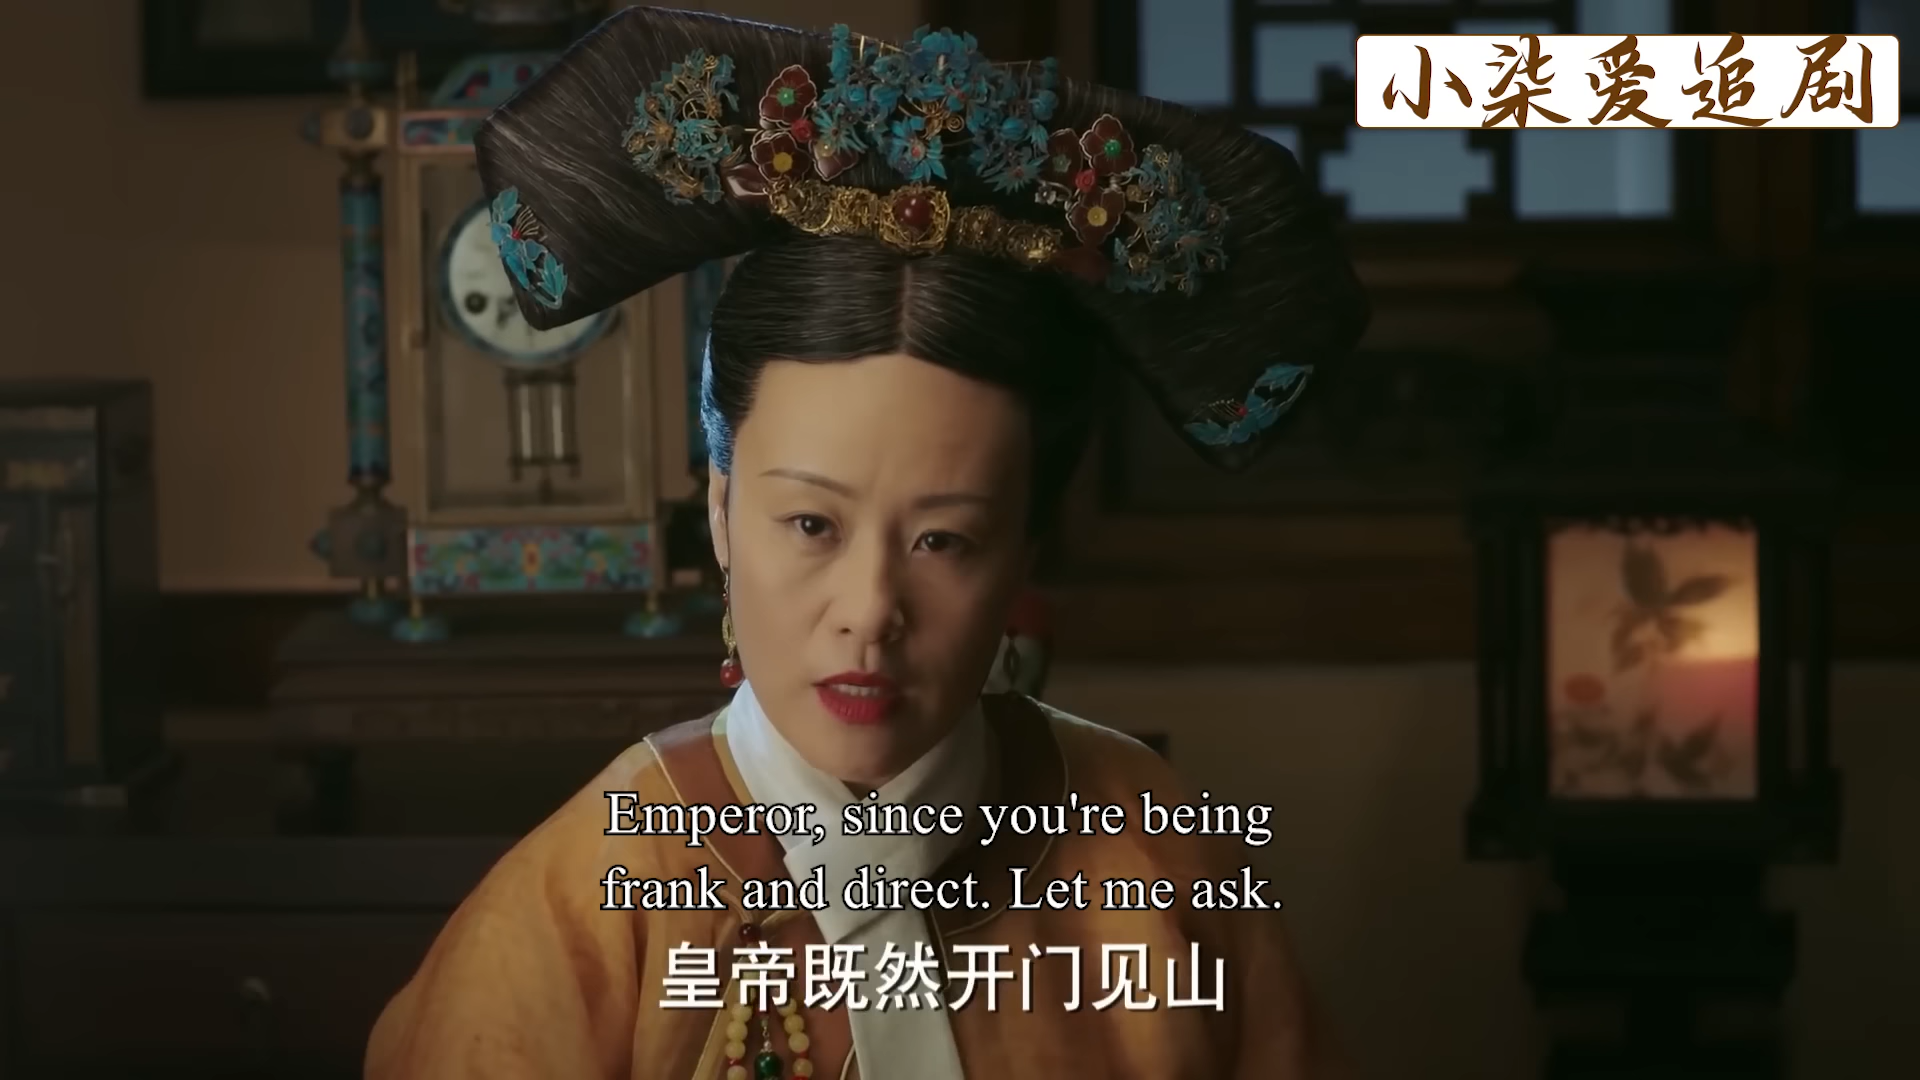 小柒爱追剧
Emperor, since you're being
frank and direct. Let me ask.
皇帝既然开门见山